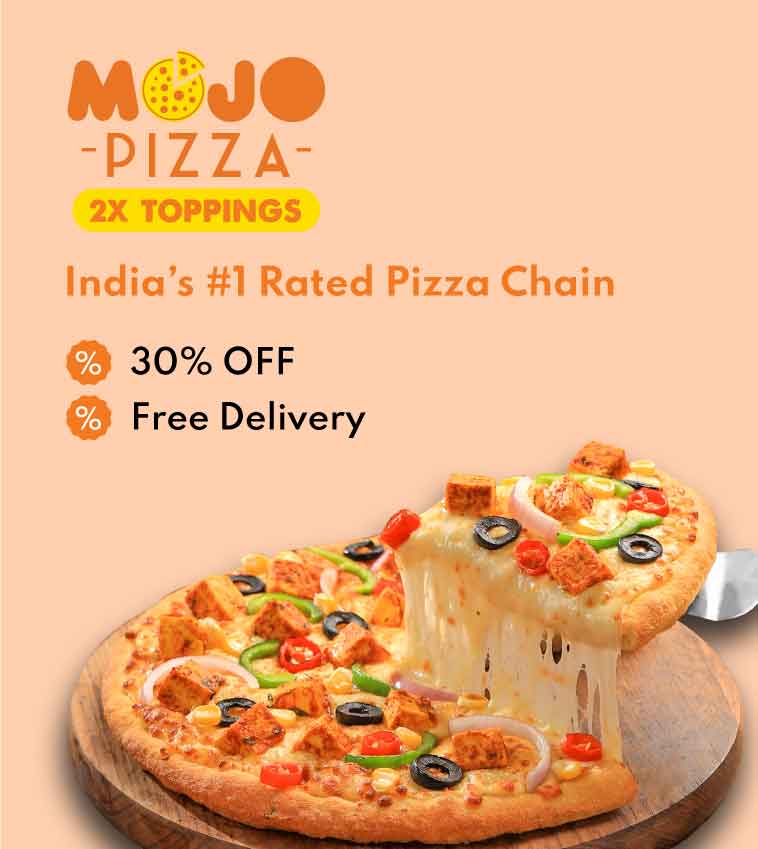 MOJO
-PIZZA-
2X TOPPINGS
India's #1 Rated Pizza Chain
% 30% OFF
% Free Delivery